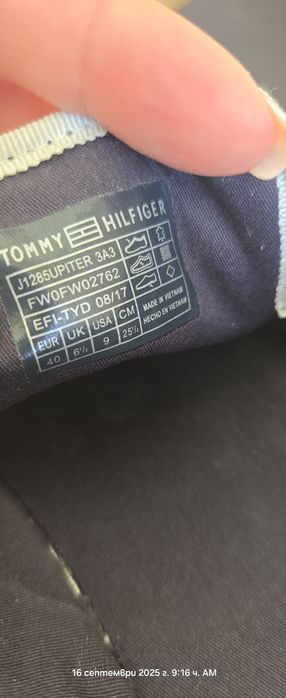 TOMMY HILFIGER
J1285UPITER 3A3
FW0FW02762
EFI-TYD 08/17
EUR UK USA CM
40 6½ 9 25½
MADE IN VIETNAM
HECHO EN VIETNAM
16 септември 2025 г. 9:16 ч. AM